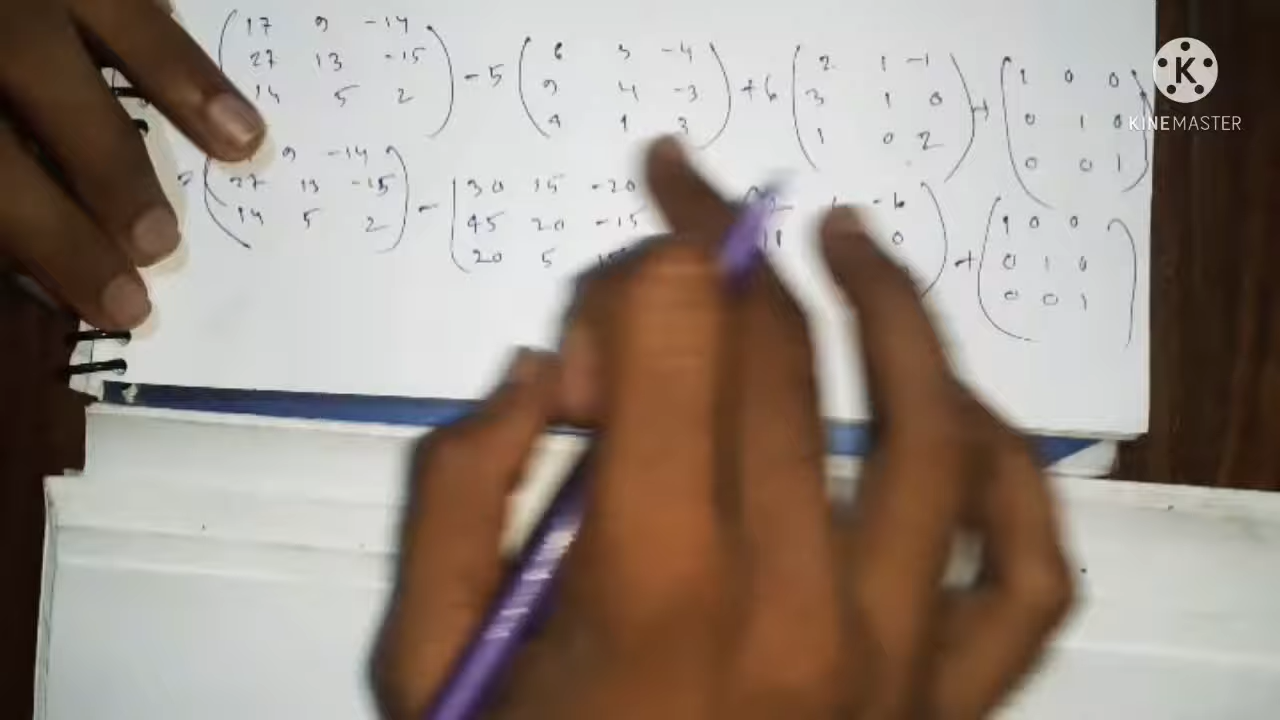 17 9 -14
27 13 -15 -5 6 3 -4 +6 2 1 -1 + 1 0 0
14 5 2 9 4 -3 3 1 0 0 1 0
4 1 3 1 0 2 0 0 1
9 -14
27 13 -15 - 30 15 -20 -6 + 1 0 0
14 5 2 45 20 -15 18 0 0 1 0
20 5 0 0 1
K
KINEMASTER